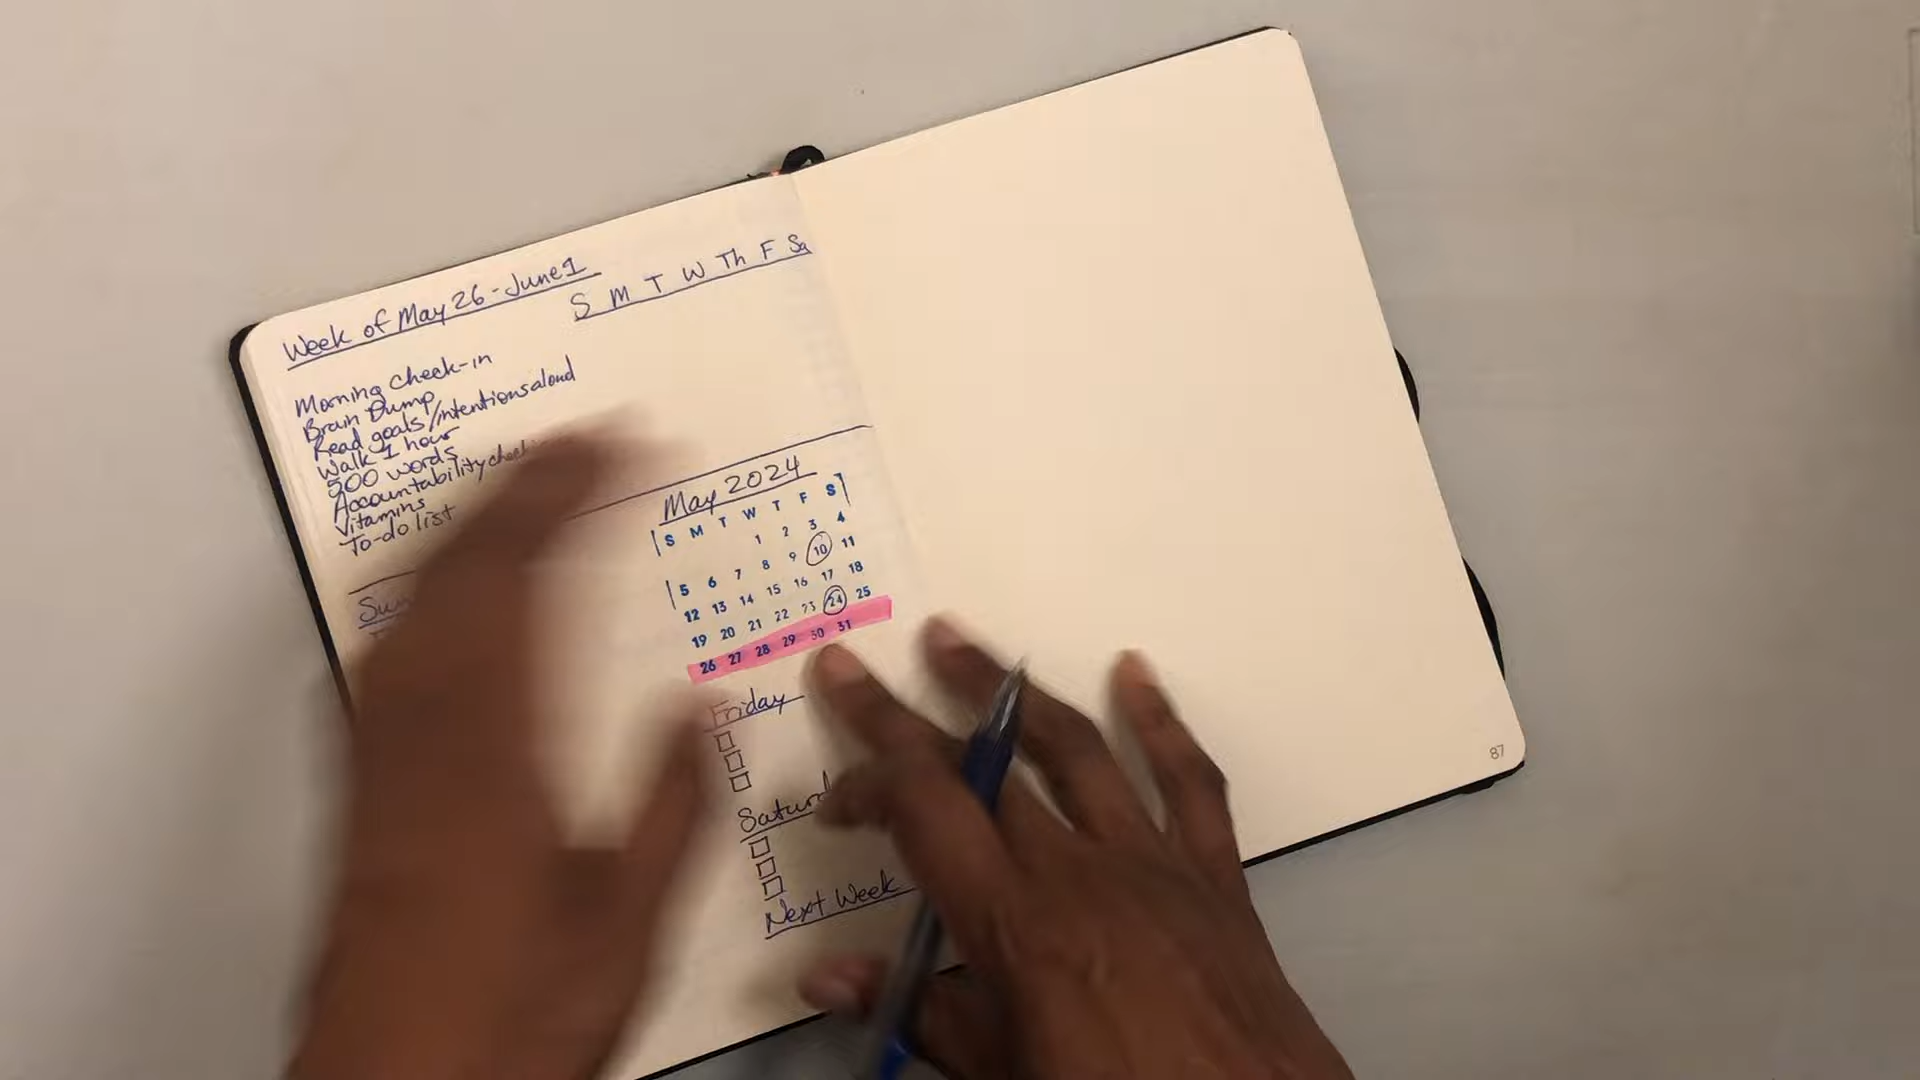 Week of May 26 - June 1
S M T W Th F Sa
Morning check-in
Brain Dump
Read goals/intentions aloud
Walk 1 hour
500 words
Accountability
Vitamins
To-do list
May 2024
S M T W T F S
1 2 3 4
5 6 7 8 9 10 11
12 13 14 15 16 17 18
19 20 21 22 23 24 25
26 27 28 29 30 31
Friday
Next Week
87